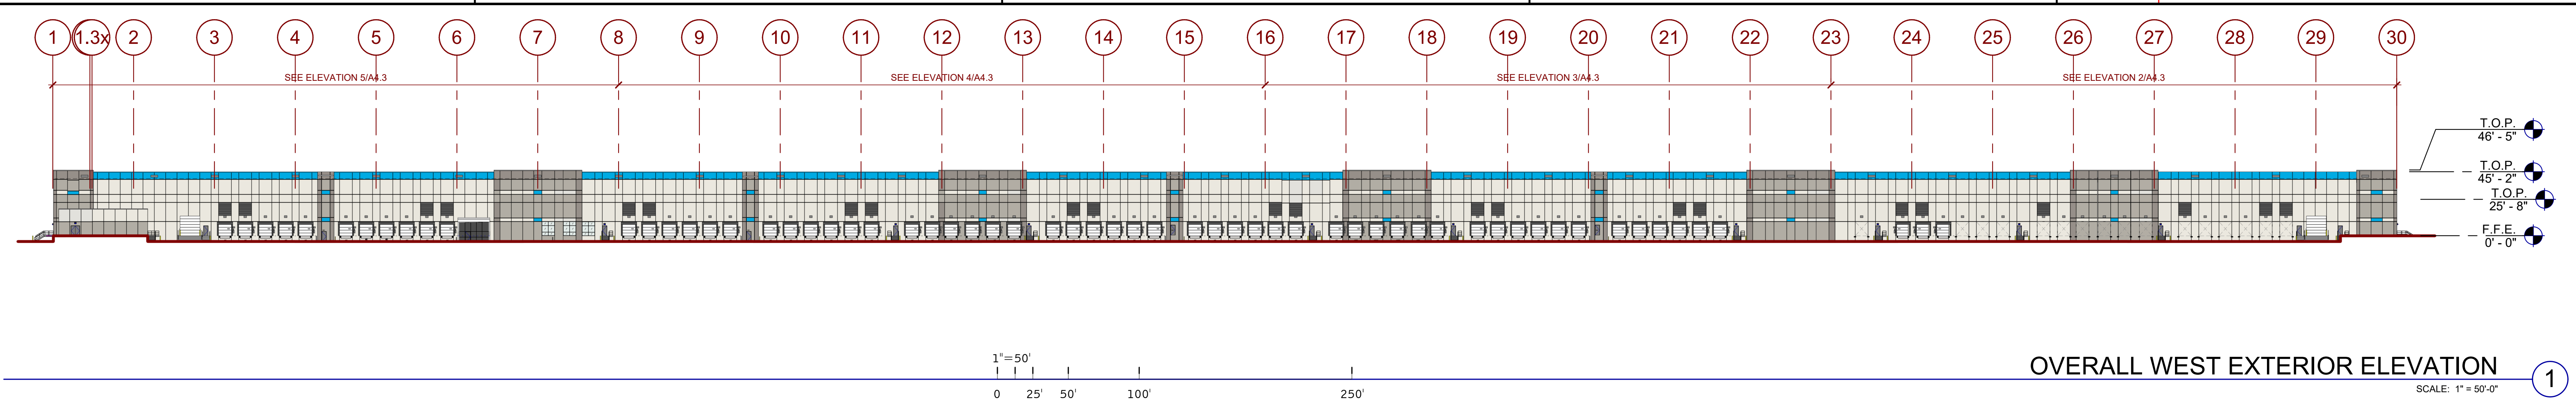 1 1.3x 2 3 4 5 6 7 8 9 10 11 12 13 14 15 16 17 18 19 20 21 22 23 24 25 26 27 28 29 30
SEE ELEVATION 5/A4.3 SEE ELEVATION 4/A4.3 SEE ELEVATION 3/A4.3 SEE ELEVATION 2/A4.3
T.O.P.
46' - 5"
T.O.P.
45' - 2"
T.O.P.
25' - 8"
F.F.E.
0' - 0"
1"=50'
0 25' 50' 100' 250'
OVERALL WEST EXTERIOR ELEVATION
SCALE: 1" = 50'-0"
1